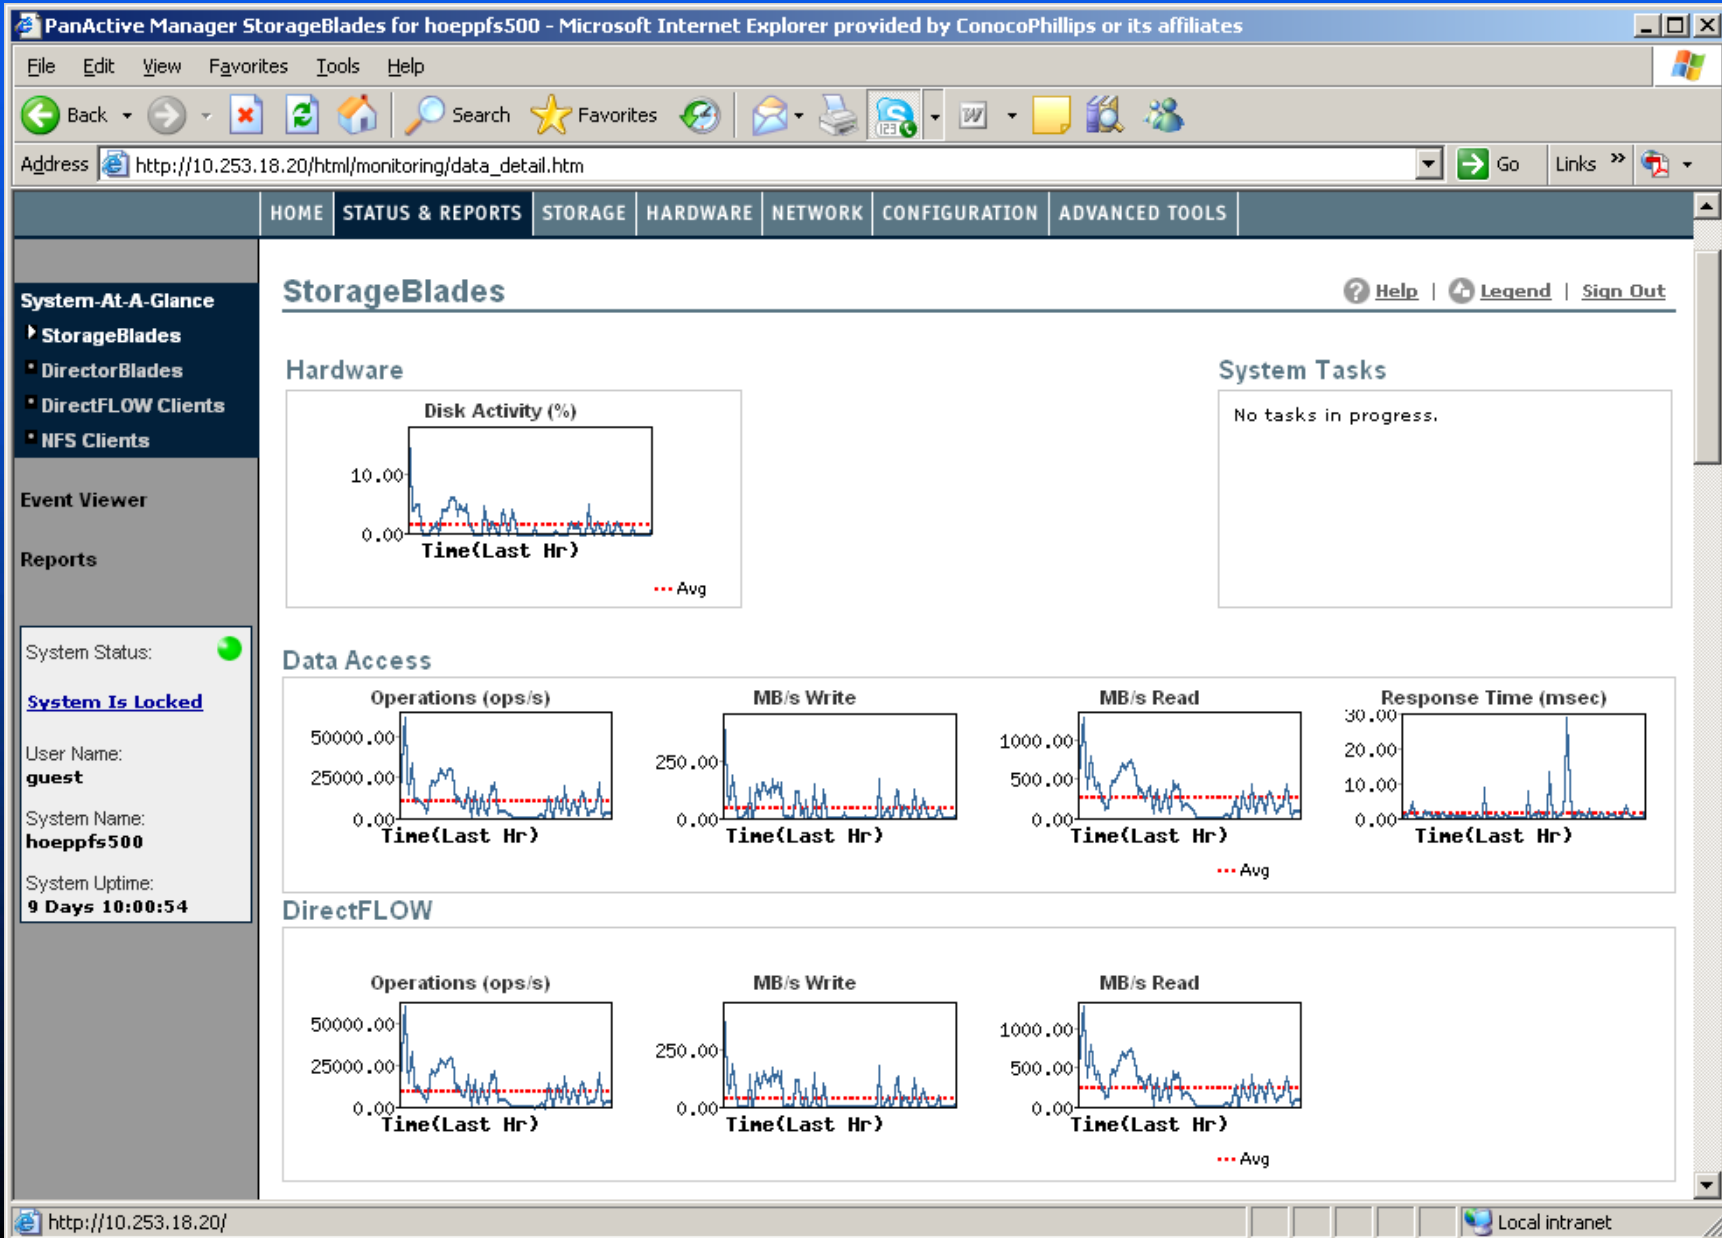 PanActive Manager StorageBlades for hoeppfs500 - Microsoft Internet Explorer provided by ConocoPhillips or its affiliates
File Edit View Favorites Tools Help
Back Search Favorites
Address http://10.253.18.20/html/monitoring/data_detail.htm Go Links »
HOME STATUS & REPORTS STORAGE HARDWARE NETWORK CONFIGURATION ADVANCED TOOLS
System-At-A-Glance
StorageBlades
DirectorBlades
DirectFLOW Clients
NFS Clients
Event Viewer
Reports
System Status:
System Is Locked
User Name:
guest
System Name:
hoeppfs500
System Uptime:
9 Days 10:00:54
StorageBlades
Help | Legend | Sign Out
Hardware
Disk Activity (%)
10.00
0.00
Time(Last Hr)
Avg
System Tasks
No tasks in progress.
Data Access
Operations (ops/s)
50000.00
25000.00
0.00
Time(Last Hr)
MB/s Write
250.00
0.00
Time(Last Hr)
MB/s Read
1000.00
500.00
0.00
Time(Last Hr)
Response Time (msec)
30.00
20.00
10.00
0.00
Time(Last Hr)
Avg
DirectFLOW
Operations (ops/s)
50000.00
25000.00
0.00
Time(Last Hr)
MB/s Write
250.00
0.00
Time(Last Hr)
MB/s Read
1000.00
500.00
0.00
Time(Last Hr)
Avg
http://10.253.18.20/
Local intranet